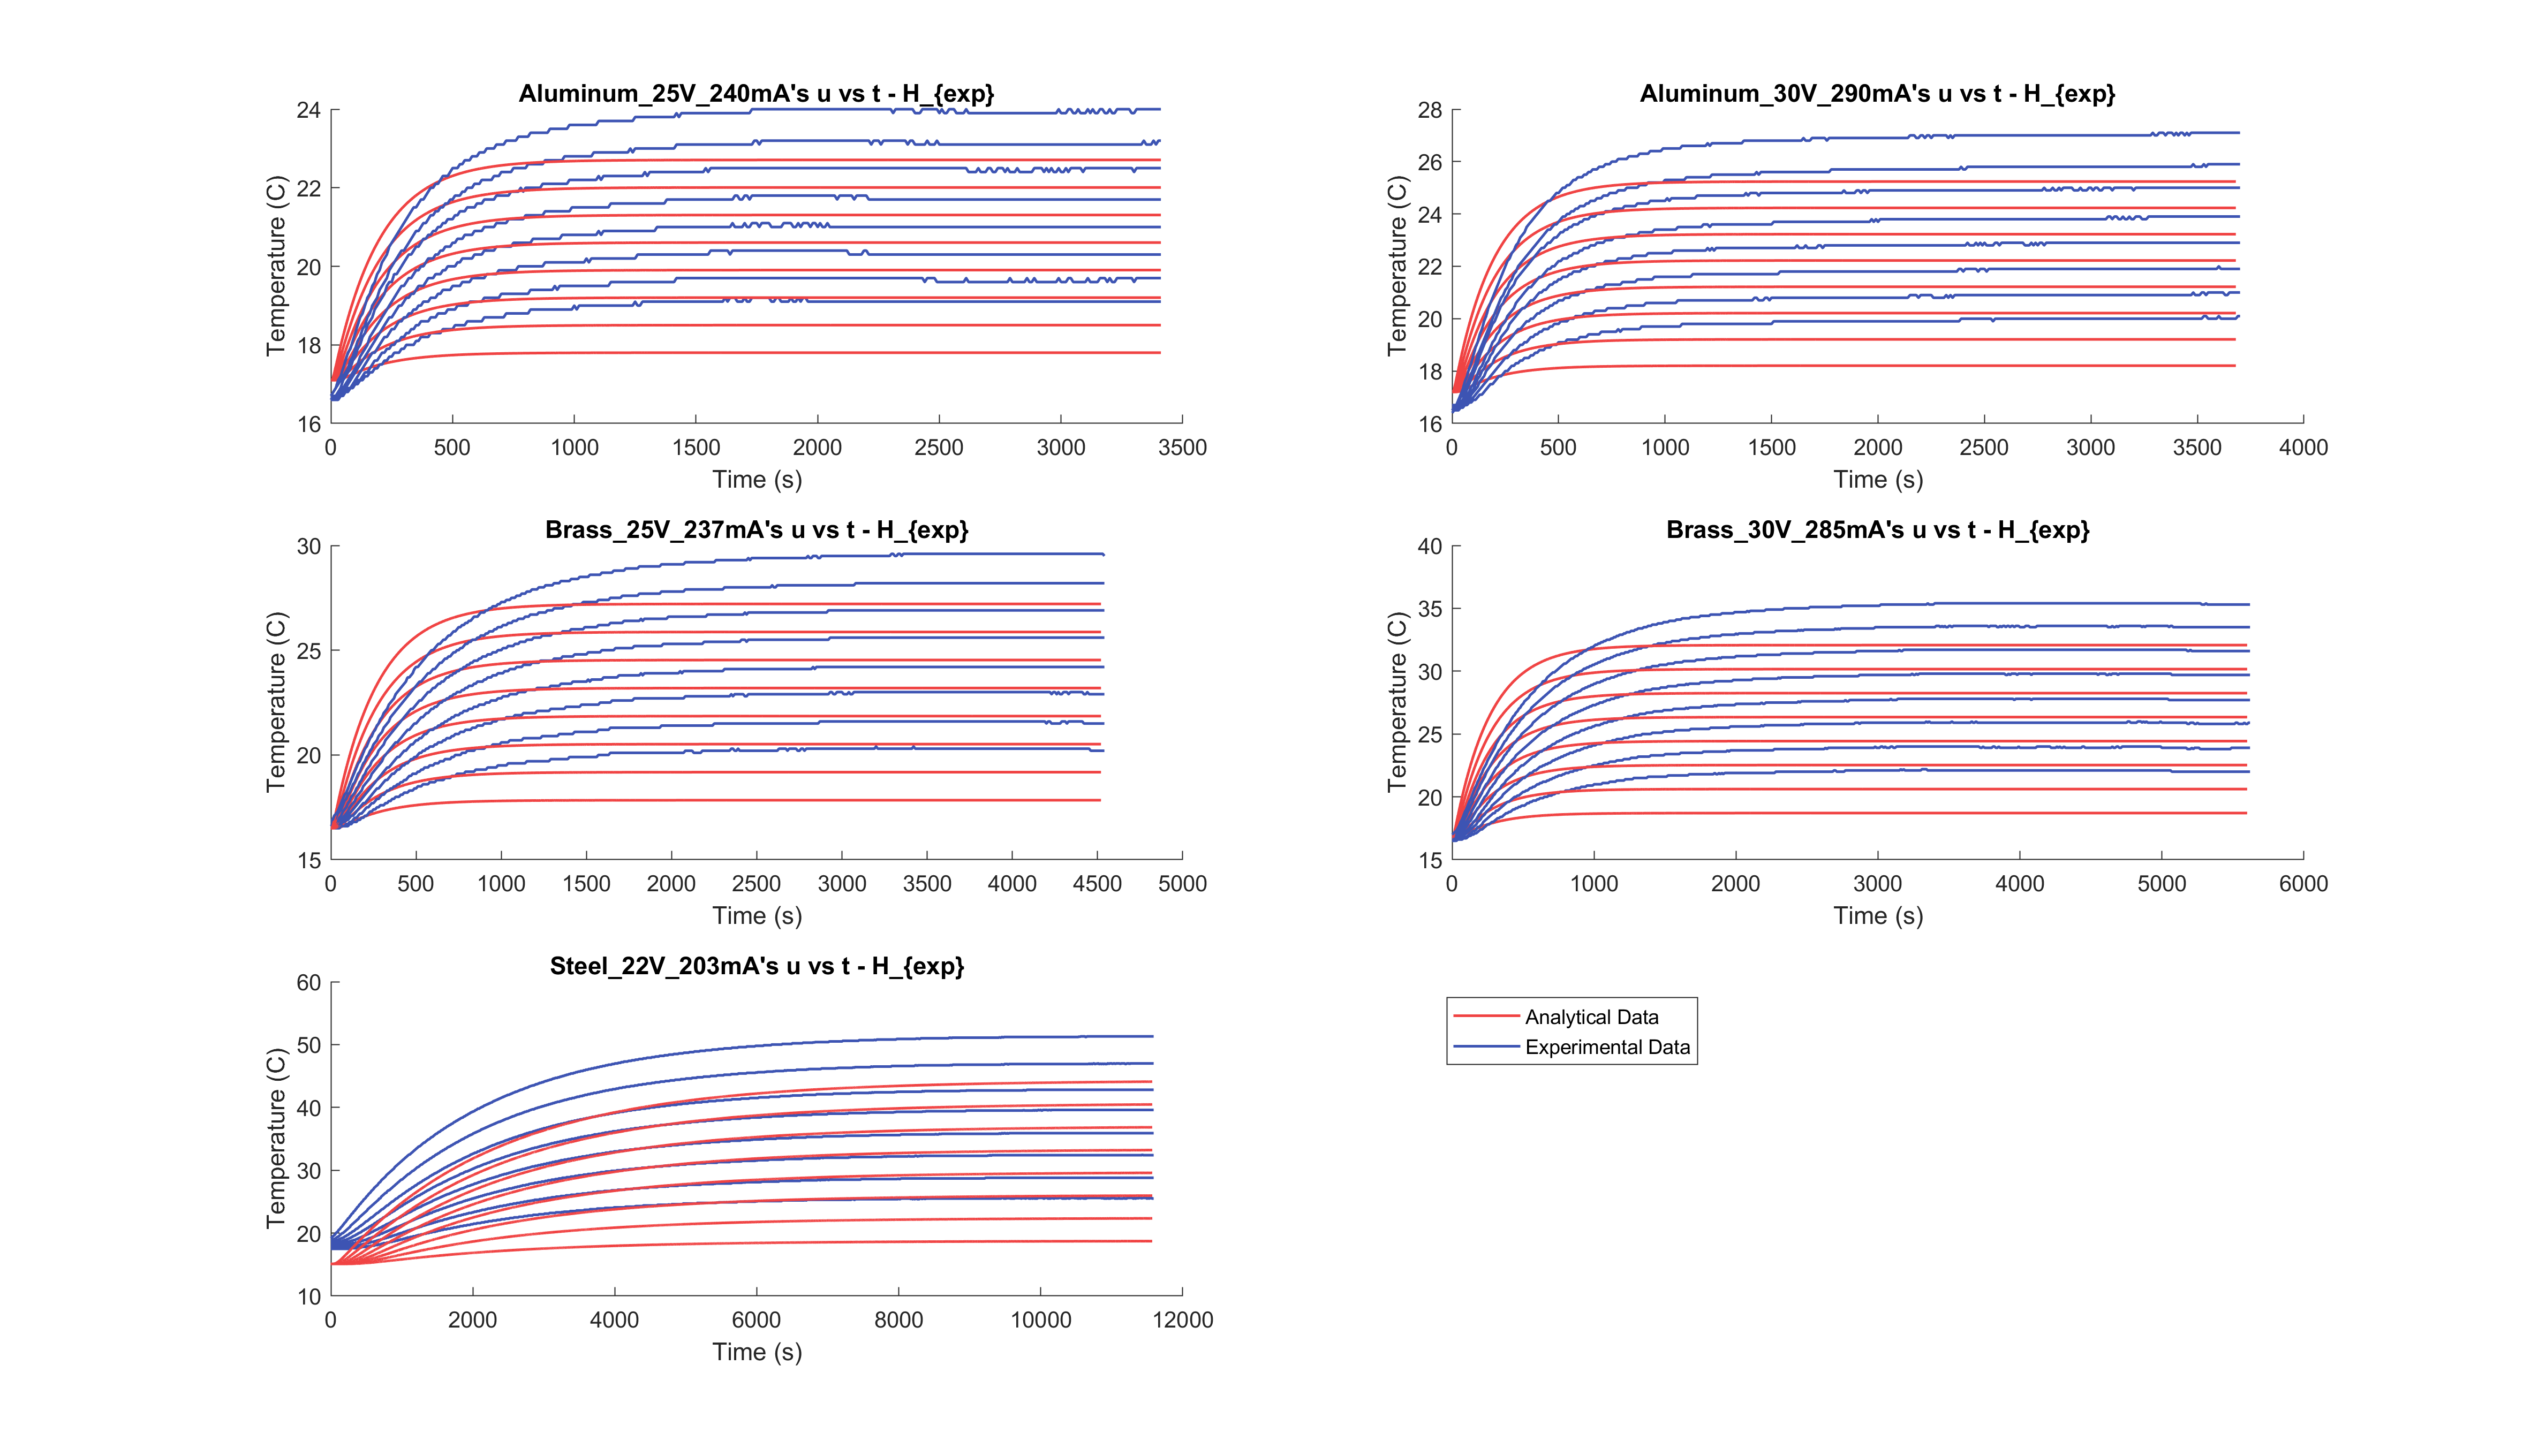 Aluminum_25V_240mA's u vs t - H_{exp}
24
22
20
18
16
Temperature (C)
0 500 1000 1500 2000 2500 3000 3500
Time (s)
Aluminum_30V_290mA's u vs t - H_{exp}
28
26
24
22
20
18
16
Temperature (C)
0 500 1000 1500 2000 2500 3000 3500 4000
Time (s)
Brass_25V_237mA's u vs t - H_{exp}
30
25
20
15
Temperature (C)
0 500 1000 1500 2000 2500 3000 3500 4000 4500 5000
Time (s)
Brass_30V_285mA's u vs t - H_{exp}
40
35
30
25
20
15
Temperature (C)
0 1000 2000 3000 4000 5000 6000
Time (s)
Steel_22V_203mA's u vs t - H_{exp}
60
50
40
30
20
10
Temperature (C)
0 2000 4000 6000 8000 10000 12000
Time (s)
Analytical Data
Experimental Data